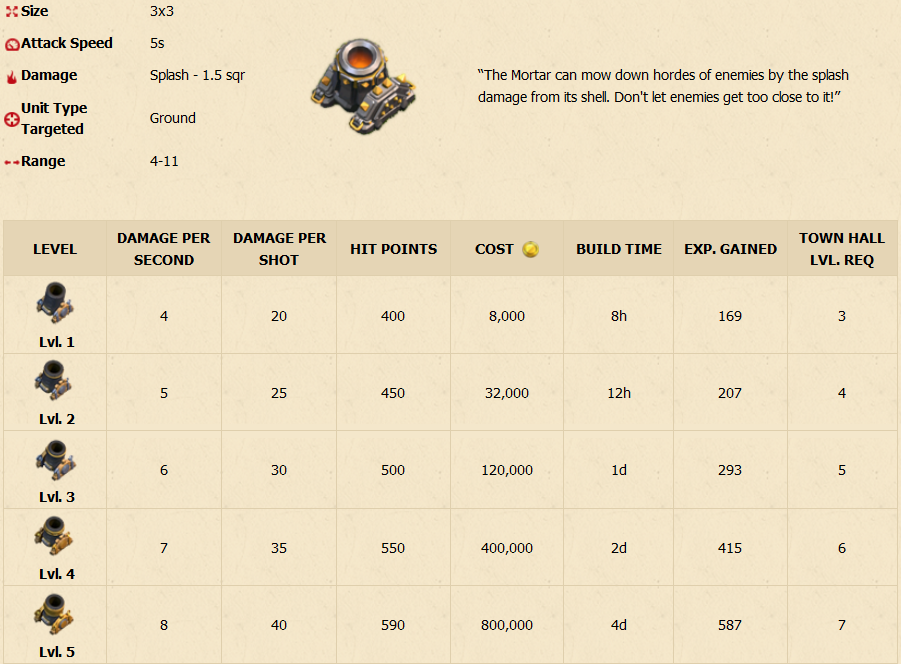 Size 3x3
Attack Speed 5s
Damage Splash - 1.5 sqr
Unit Type
Targeted
Ground
Range 4-11
“The Mortar can mow down hordes of enemies by the splash
damage from its shell. Don't let enemies get too close to it!”
LEVEL DAMAGE PER SECOND DAMAGE PER SHOT HIT POINTS COST BUILD TIME EXP. GAINED TOWN HALL LVL. REQ
Lvl. 1 4 20 400 8,000 8h 169 3
Lvl. 2 5 25 450 32,000 12h 207 4
Lvl. 3 6 30 500 120,000 1d 293 5
Lvl. 4 7 35 550 400,000 2d 415 6
Lvl. 5 8 40 590 800,000 4d 587 7